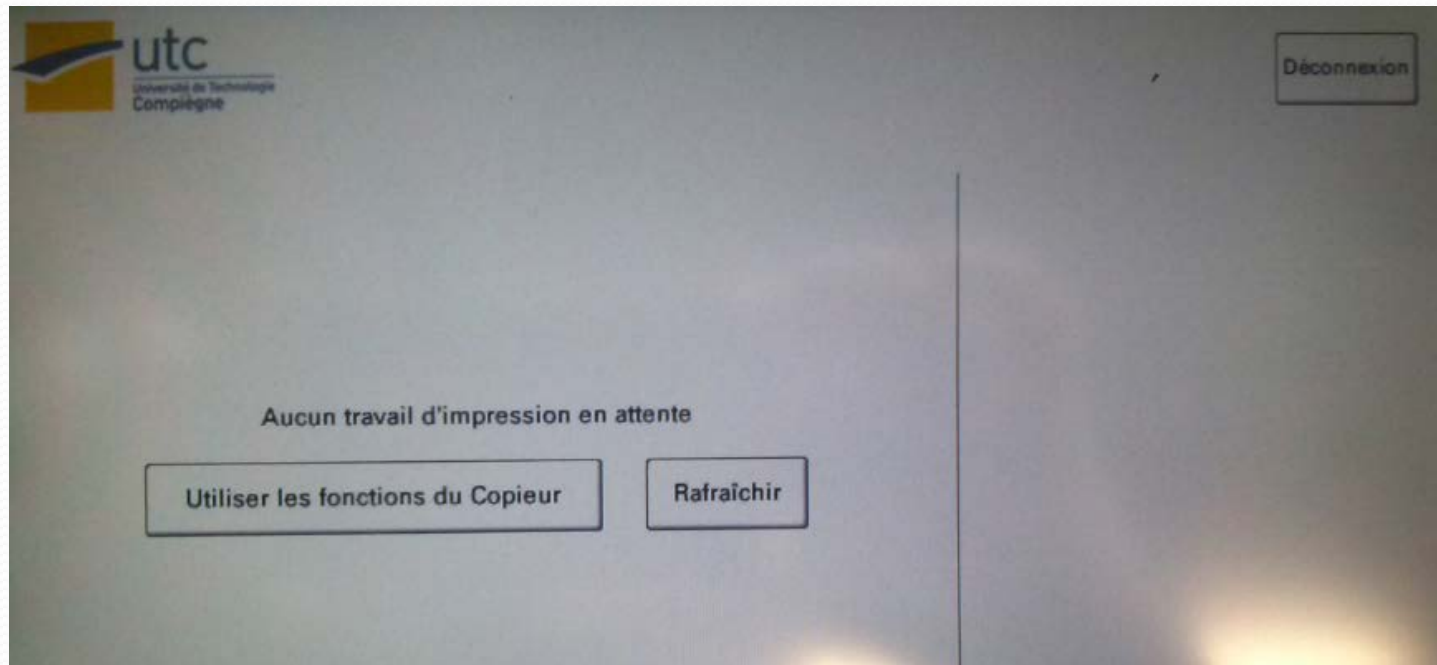 utc
Université de Technologie
Compiègne
Déconnexion
Aucun travail d'impression en attente
Utiliser les fonctions du Copieur
Rafraîchir